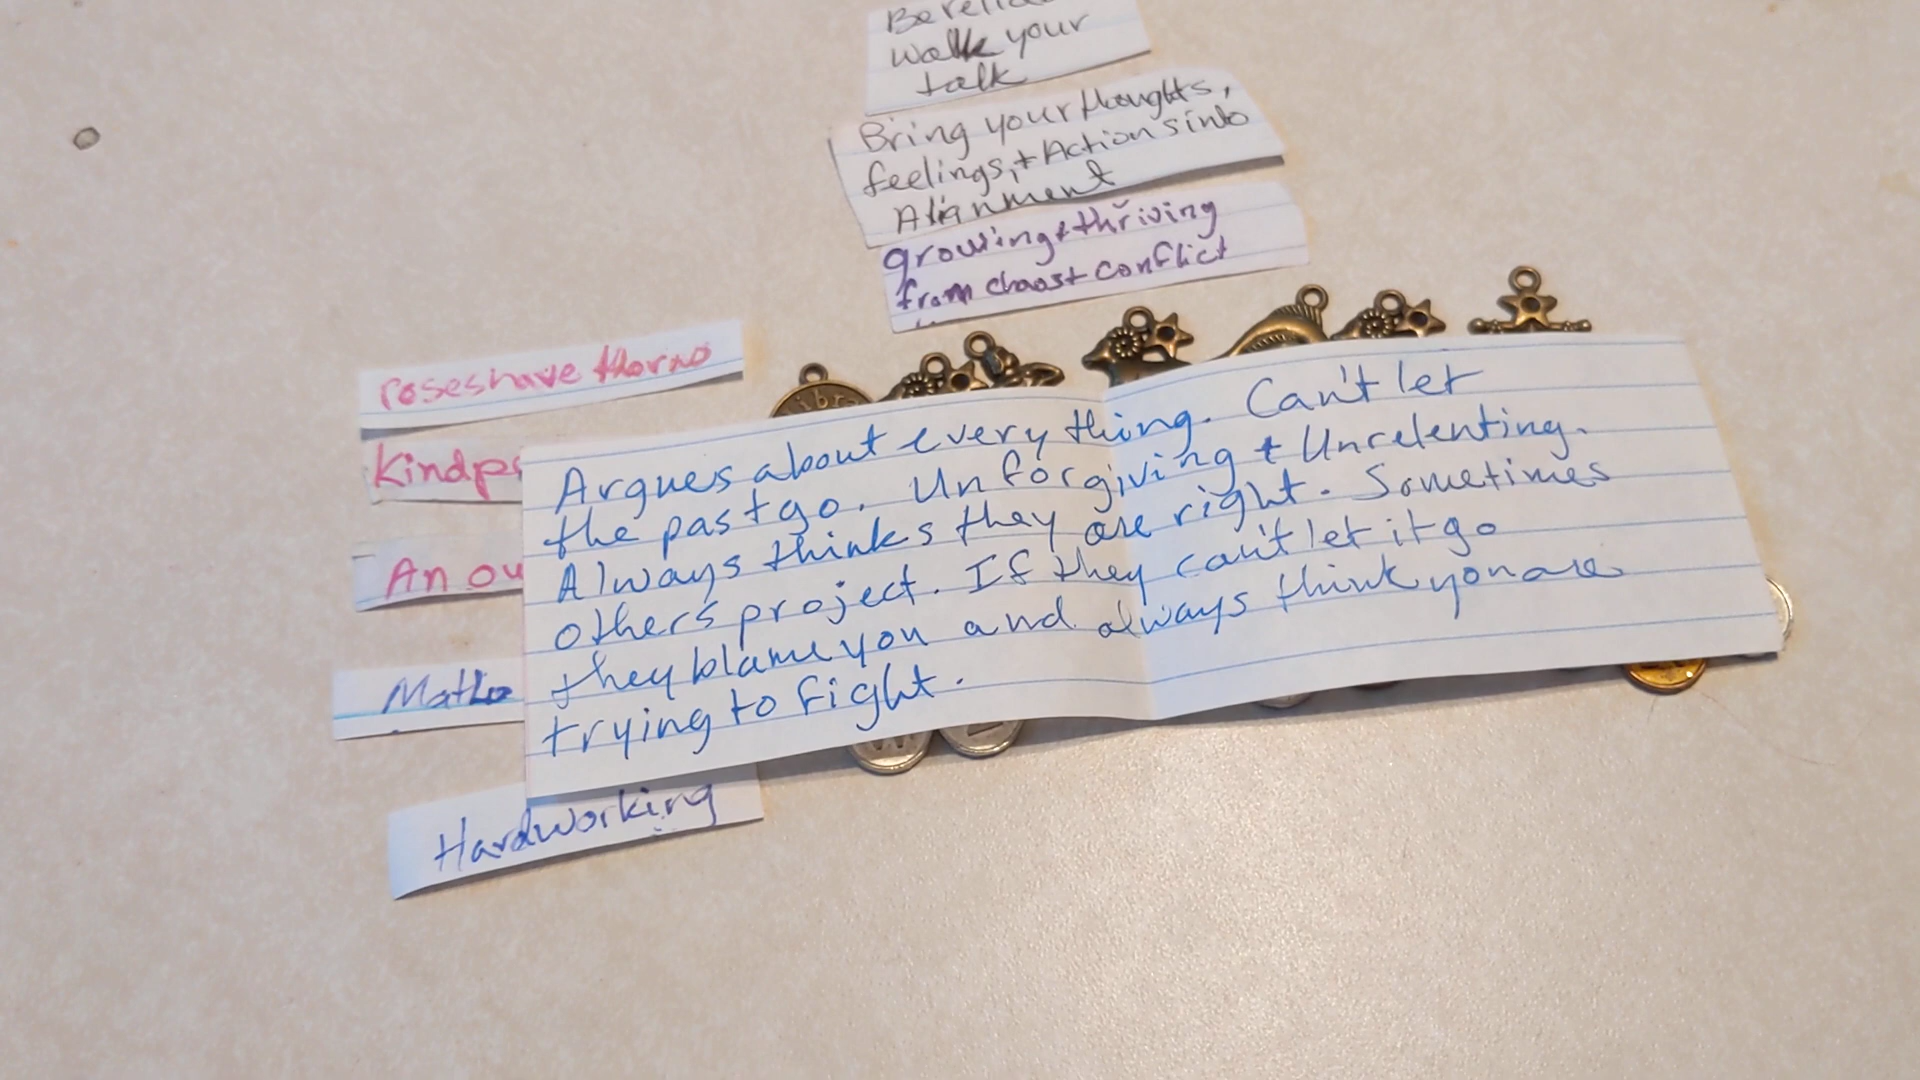 walk your
talk
Bring your thoughts,
feelings, + Actions into
Alignment
growing + thriving
from chaos + conflict
roses have thorns
Libra
Argues about everything. Can't let
the past go. Unforgiving + Unrelenting.
Always thinks they are right. Sometimes
others project. If they can't let it go
they blame you and always think you are
trying to fight.
An ou
Hardworking